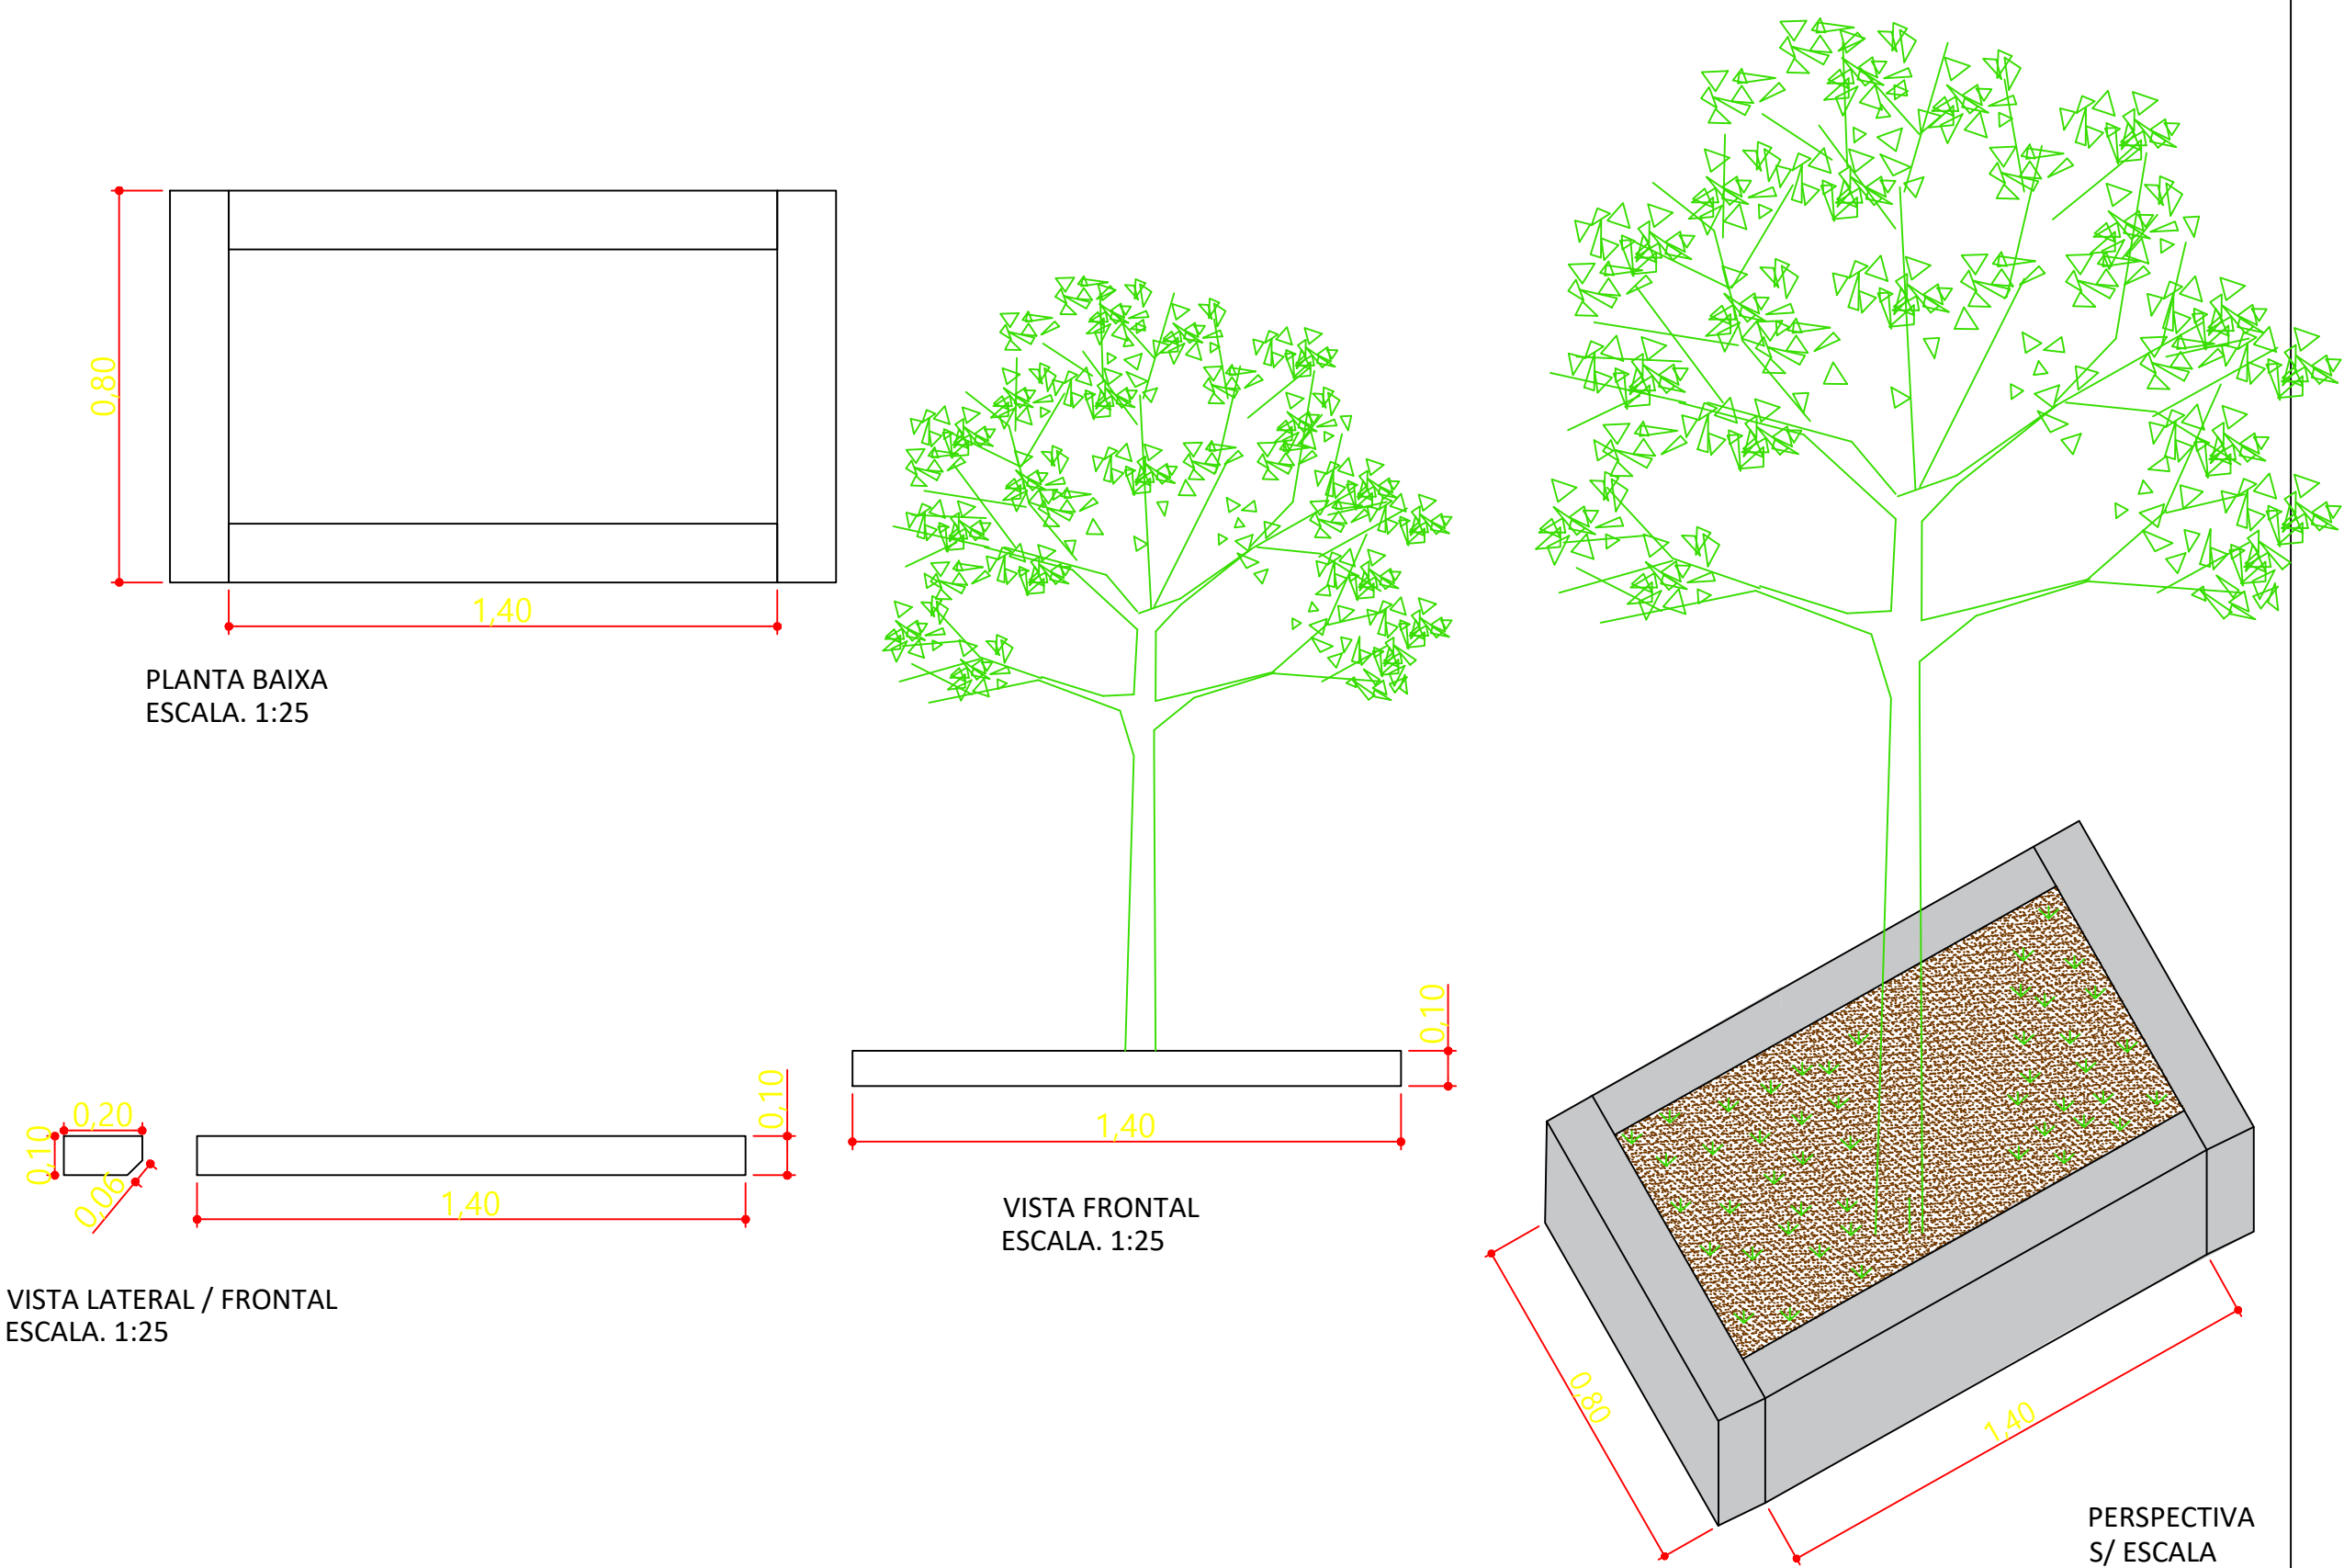 0,80
1,40
PLANTA BAIXA
ESCALA. 1:25
0,20
0,10
0,06
0,10
1,40
VISTA LATERAL / FRONTAL
ESCALA. 1:25
0,10
1,40
VISTA FRONTAL
ESCALA. 1:25
0,80
1,40
PERSPECTIVA
S/ ESCALA